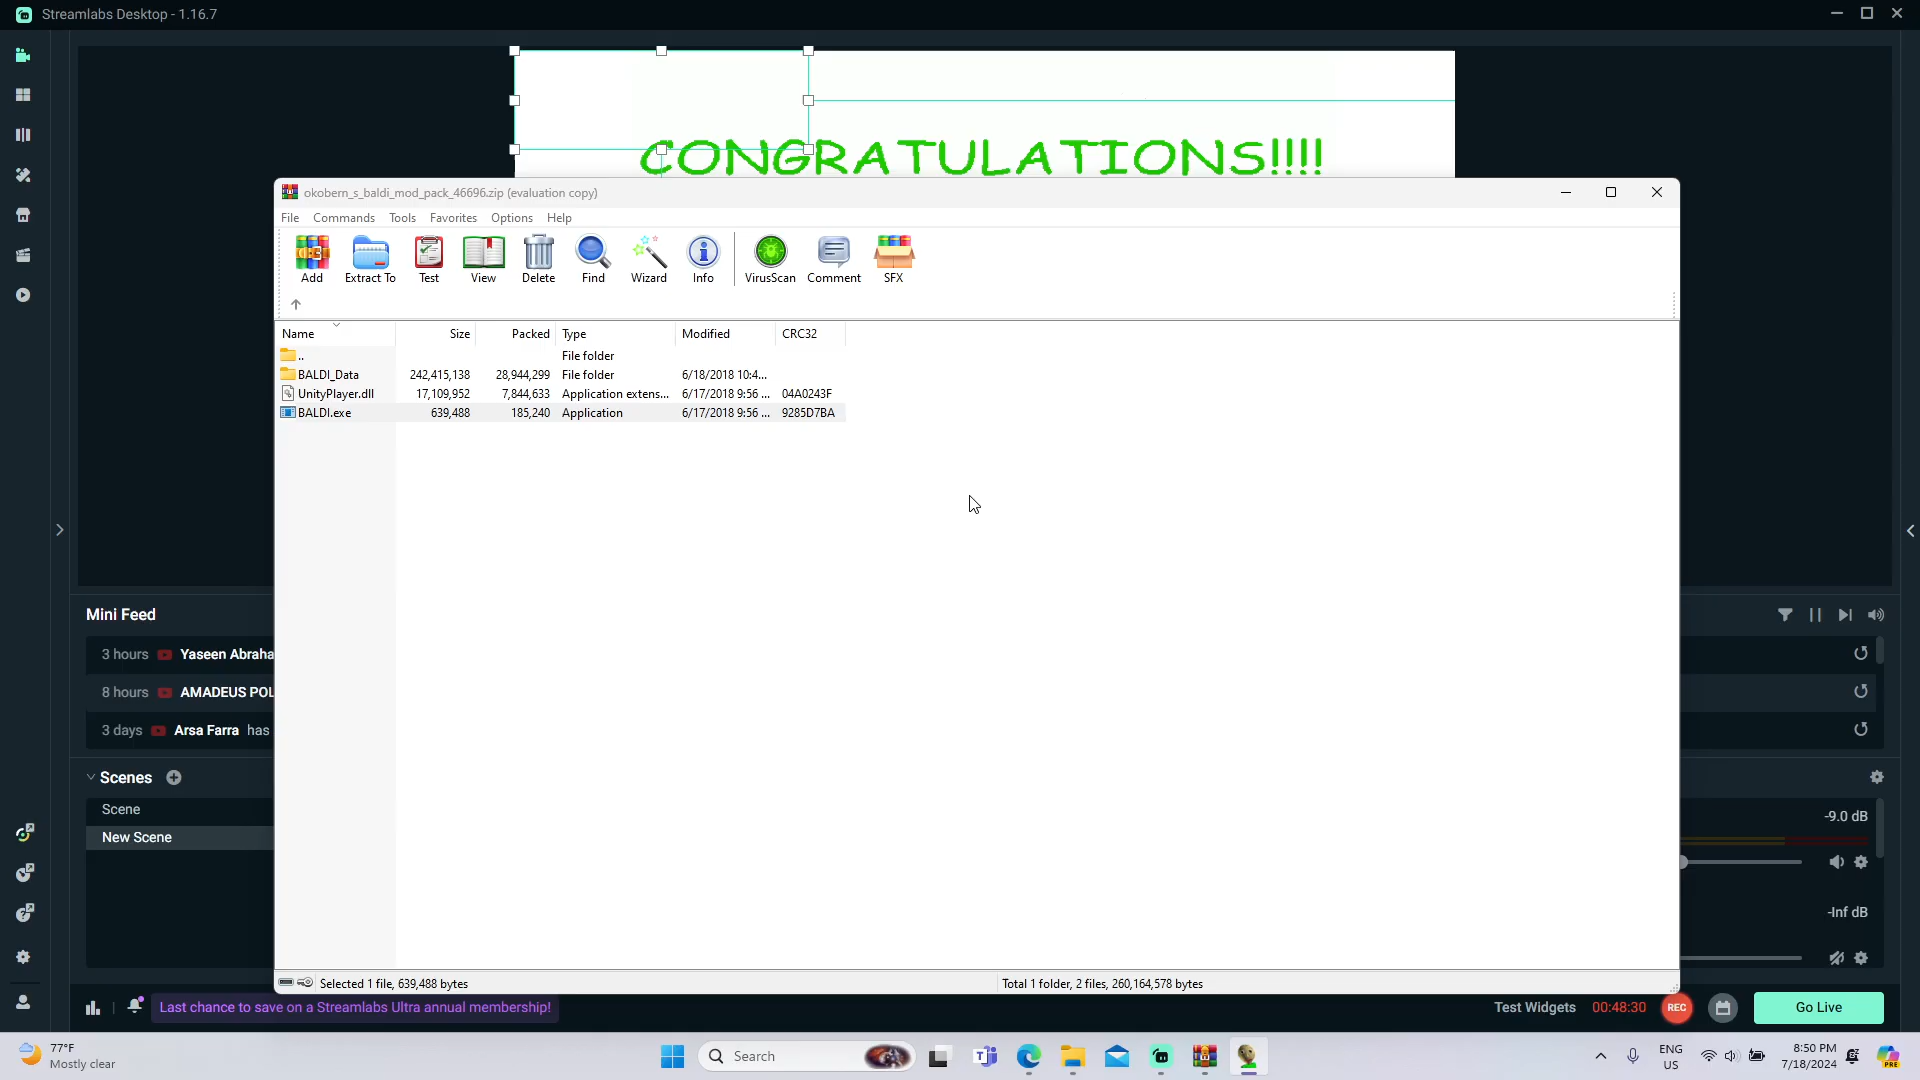 Streamlabs Desktop - 1.16.7
CONGRATULATIONS!!!!
okobern_s_baldi_mod_pack_46696.zip (evaluation copy)
File Commands Tools Favorites Options Help
Add Extract To Test View Delete Find Wizard Info VirusScan Comment SFX
Name Size Packed Type Modified CRC32
.. File folder
BALDI_Data 242,415,138 28,944,299 File folder 6/18/2018 10:4...
UnityPlayer.dll 17,109,952 7,844,633 Application extens... 6/17/2018 9:56 ... 04A0243F
BALDI.exe 639,488 185,240 Application 6/17/2018 9:56 ... 9285D7BA
Mini Feed
3 hours Yaseen Abraha
8 hours AMADEUS POL
3 days Arsa Farra has
Scenes
Scene
-9.0 dB
New Scene
-Inf dB
Selected 1 file, 639,488 bytes Total 1 folder, 2 files, 260,164,578 bytes
Last chance to save on a Streamlabs Ultra annual membership! Test Widgets 00:48:30 REC Go Live
77°F
Mostly clear
Search
ENG
US
8:50 PM
7/18/2024
PRE